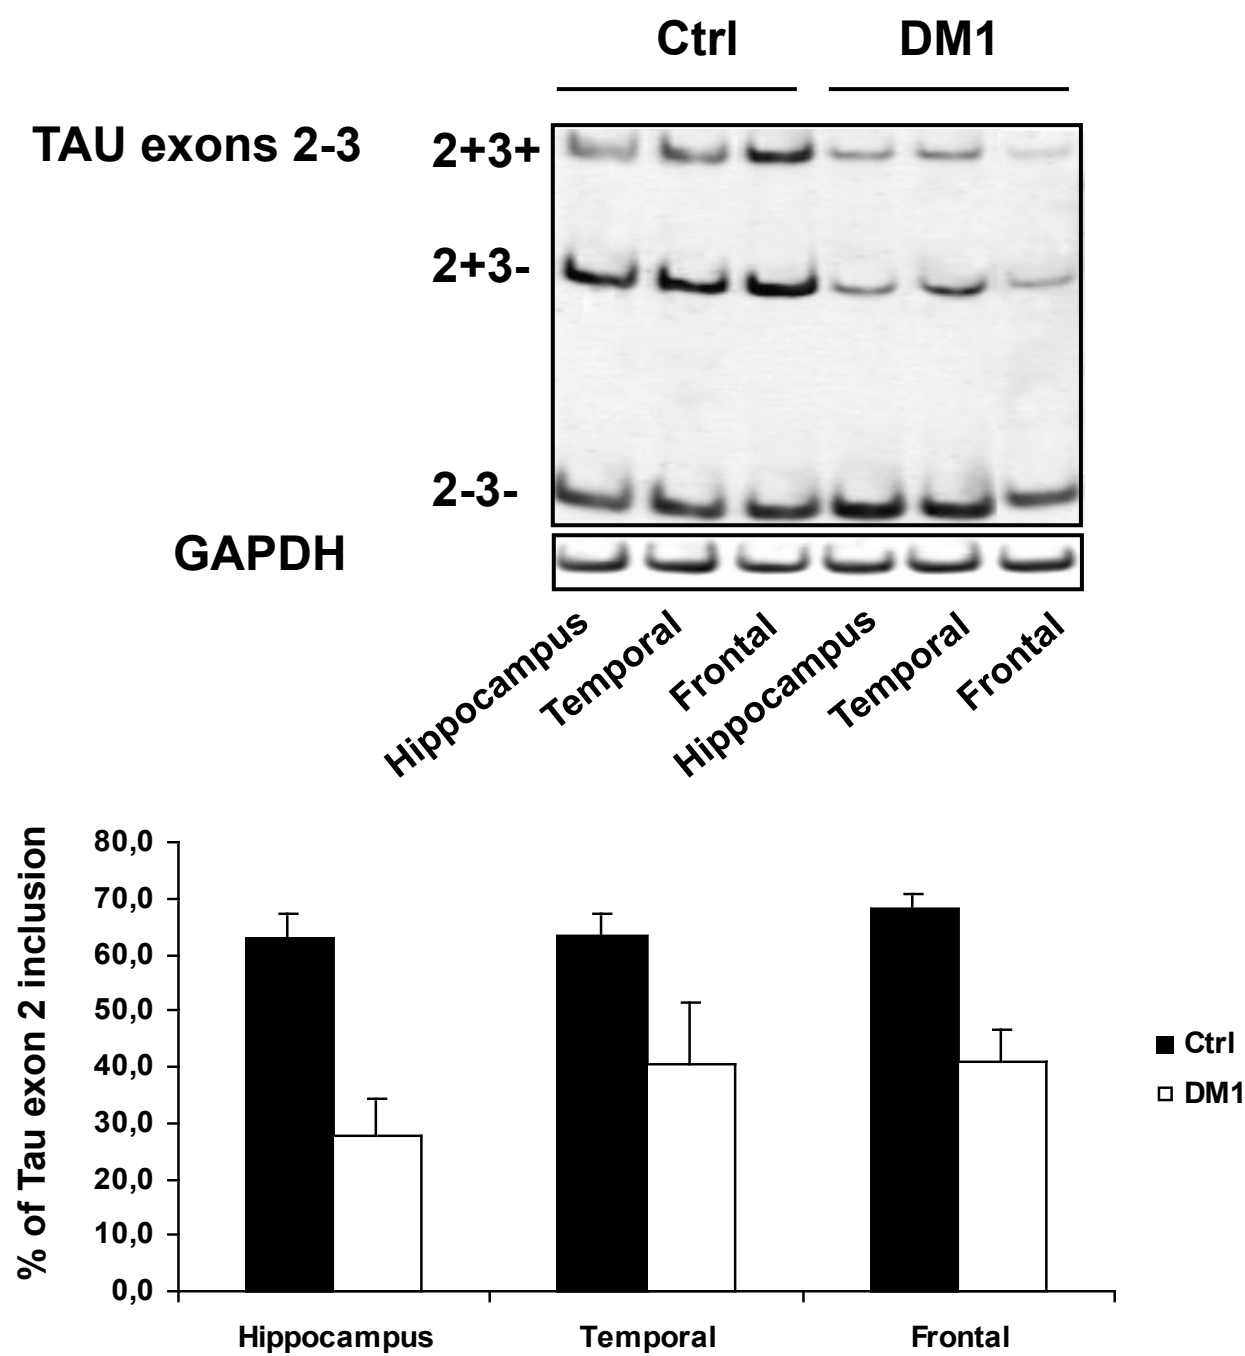 Ctrl DM1
TAU exons 2-3
2+3+
2+3-
2-3-
GAPDH
Hippocampus Temporal Frontal Hippocampus Temporal Frontal
% of Tau exon 2 inclusion
80,0
70,0
60,0
50,0
40,0
30,0
20,0
10,0
0,0
Hippocampus Temporal Frontal
Ctrl
DM1